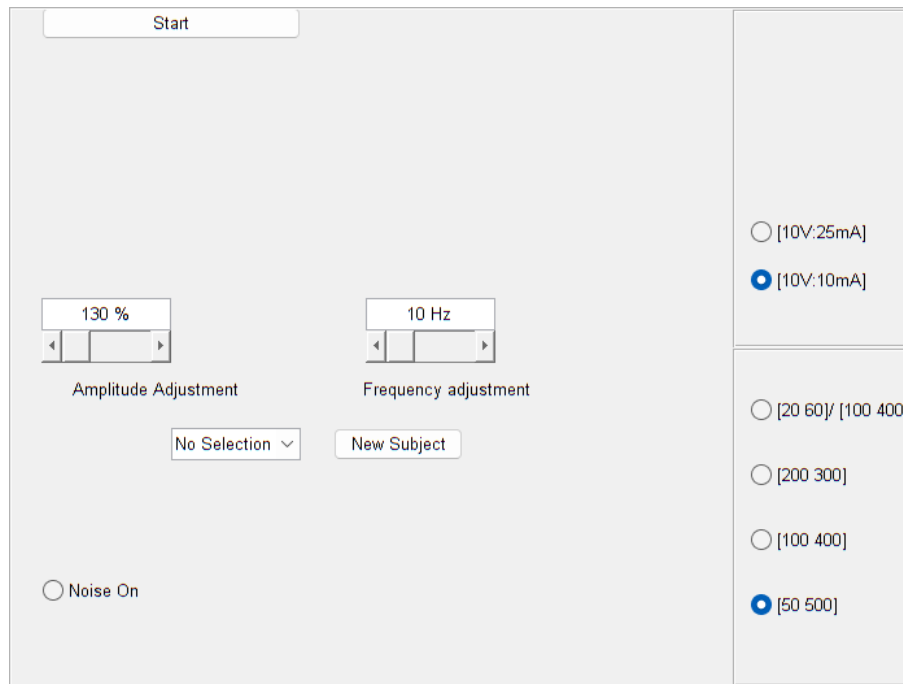 Start
[10V:25mA]
[10V:10mA]
130 %
10 Hz
Amplitude Adjustment
Frequency adjustment
No Selection
New Subject
[20 60]/ [100 400
[200 300]
[100 400]
Noise On
[50 500]